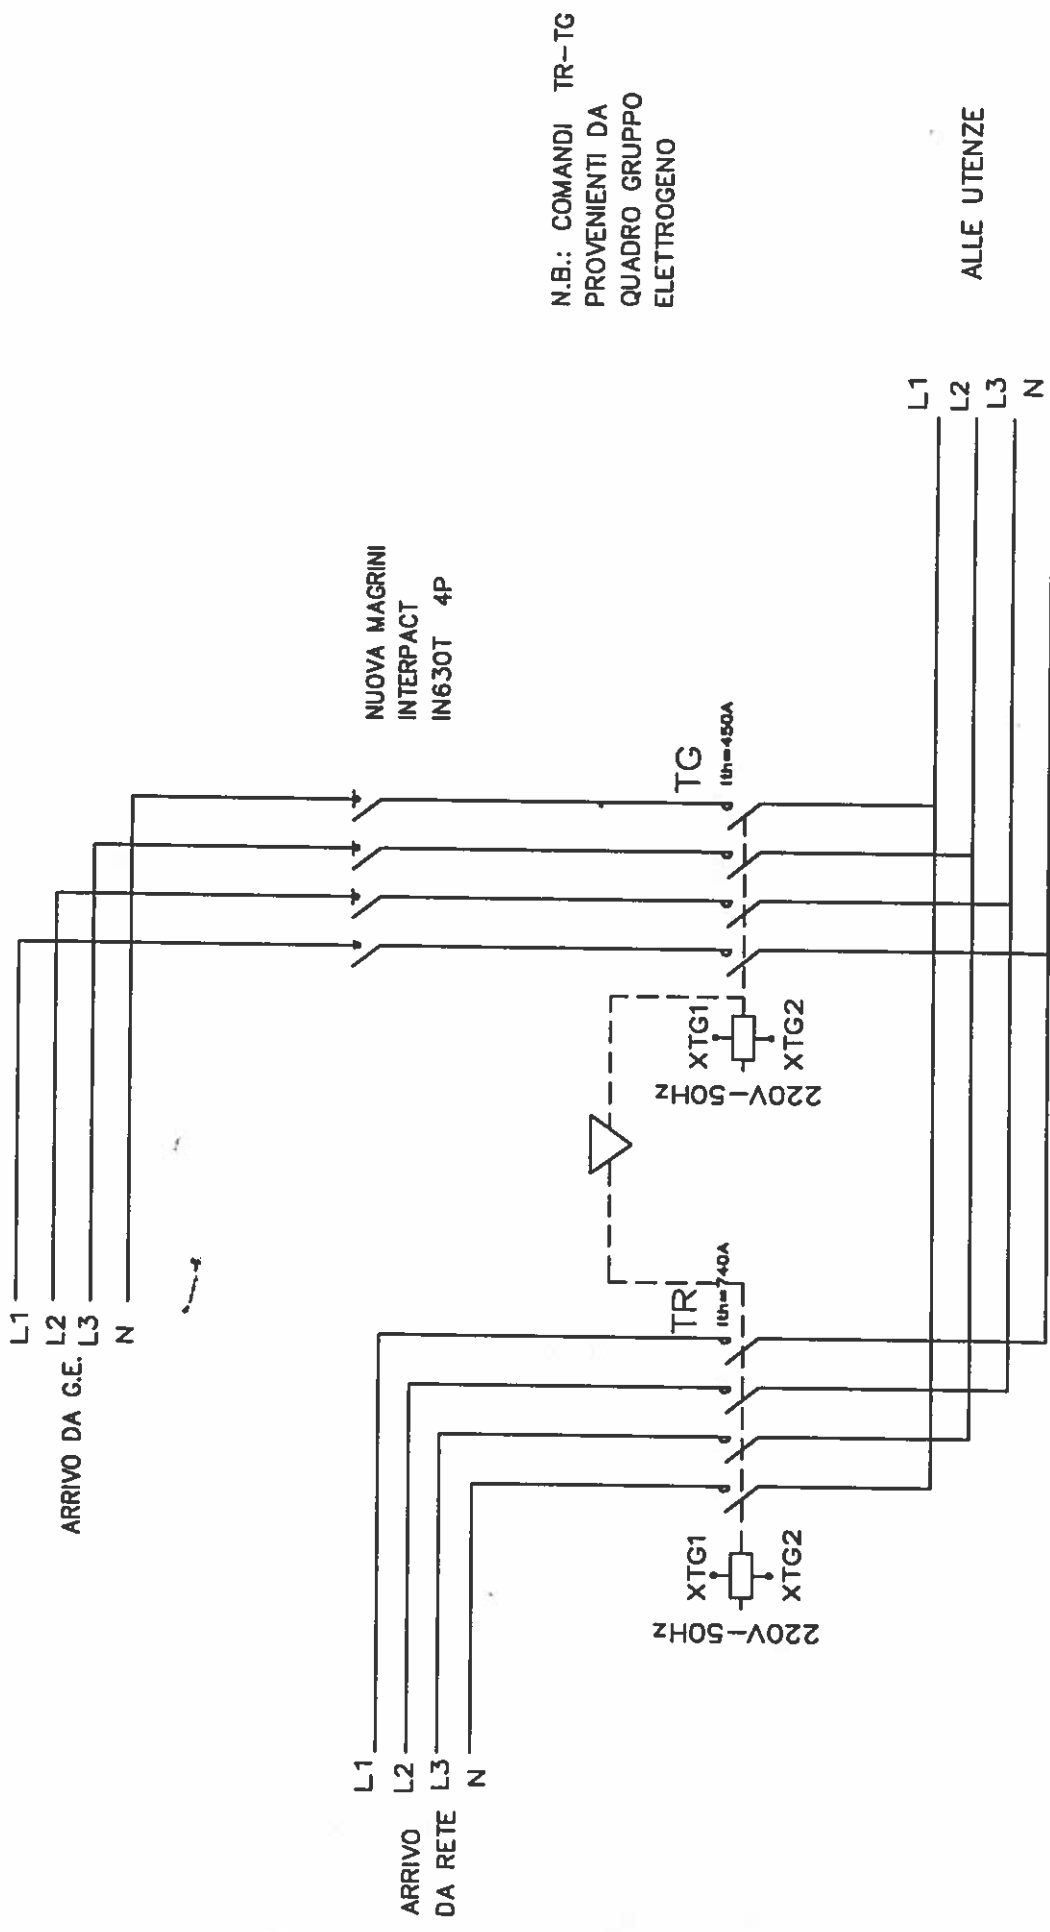 L1
L2
ARRIVO DA G.E. L3
N
NUOVA MAGRINI
INTERPACT
IN630T 4P
N.B.: COMANDI TR-TG
PROVENIENTI DA
QUADRO GRUPPO
ELETTROGENO
L1
ARRIVO L2
DA RETE L3
N
TR
Ith=740A
XTG1
XTG2
220V-50Hz
TG
Ith=450A
XTG1
XTG2
220V-50Hz
L1
L2
L3
N
ALLE UTENZE